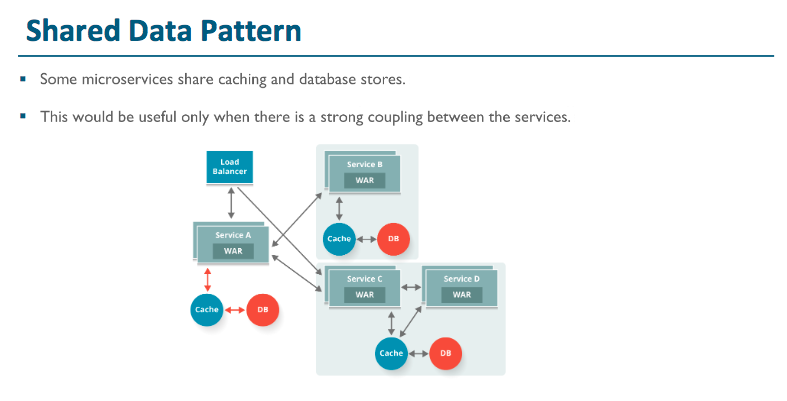 Shared Data Pattern
Some microservices share caching and database stores.
This would be useful only when there is a strong coupling between the services.
Load
Balancer
Service B
WAR
Service A
WAR
Cache
DB
Service C
WAR
Service D
WAR
Cache
DB
Cache
DB